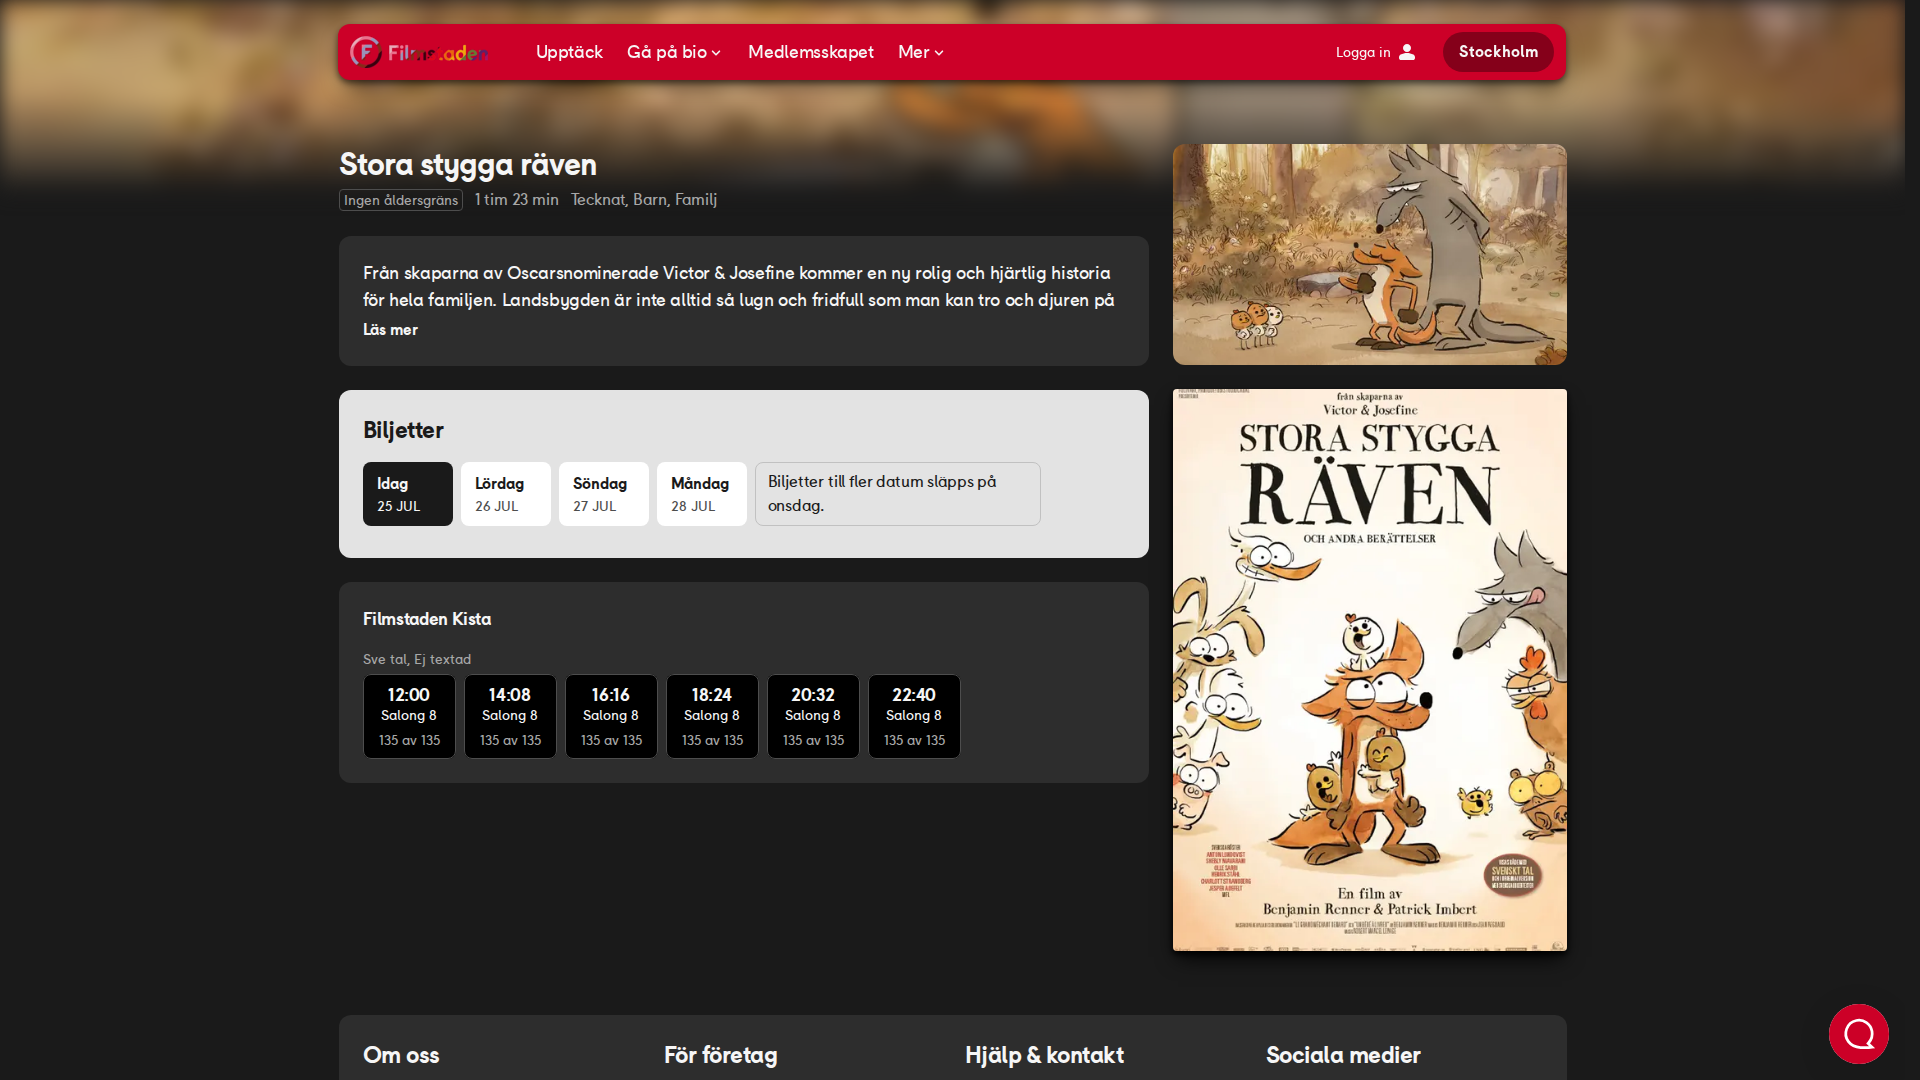 Filmstaden
Upptäck
Gå på bio
Medlemsskapet
Mer
Logga in
Stockholm
Stora stygga räven
Ingen åldersgräns 1 tim 23 min Tecknat, Barn, Familj
Från skaparna av Oscarsnominerade Victor & Josefine kommer en ny rolig och hjärtlig historia
för hela familjen. Landsbygden är inte alltid så lugn och fridfull som man kan tro och djuren på
Läs mer
Biljetter
Idag
25 JUL
Lördag
26 JUL
Söndag
27 JUL
Måndag
28 JUL
Biljetter till fler datum släpps på
onsdag.
Filmstaden Kista
Sve tal, Ej textad
12:00
Salong 8
135 av 135
14:08
Salong 8
135 av 135
16:16
Salong 8
135 av 135
18:24
Salong 8
135 av 135
20:32
Salong 8
135 av 135
22:40
Salong 8
135 av 135
från skaparna av
Victor & Josefine
STORA STYGGA
RÄVEN
OCH ANDRA BERÄTTELSER
SVENSKT TAL
En film av
Benjamin Renner & Patrick Imbert
Om oss
För företag
Hjälp & kontakt
Sociala medier